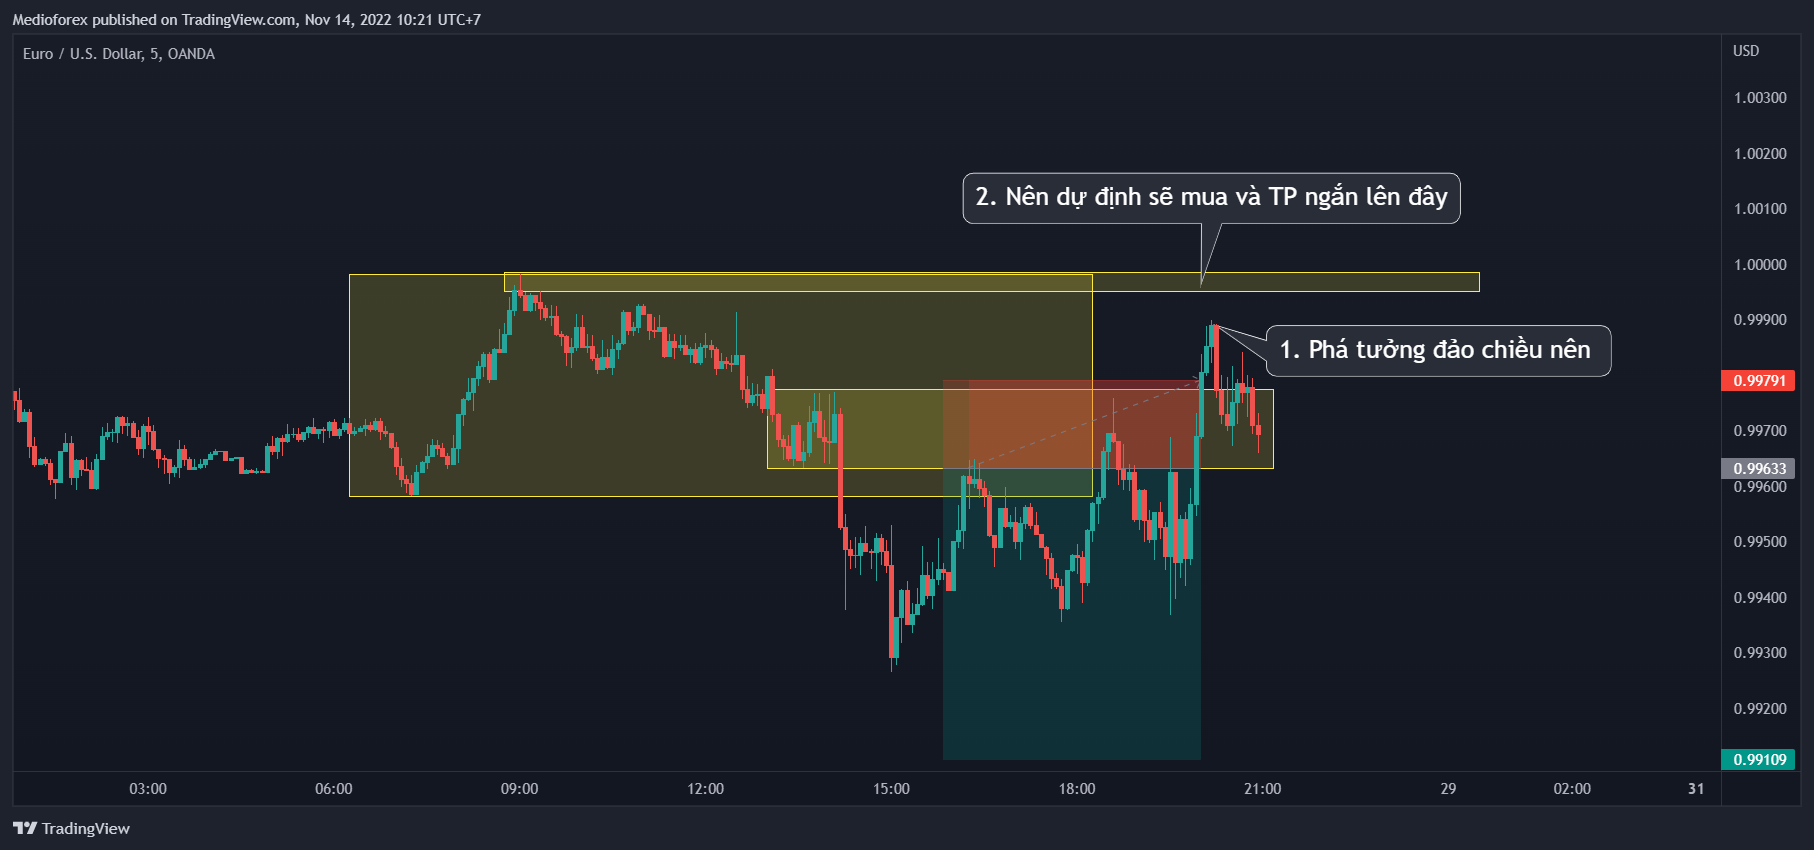 Medioforex published on TradingView.com, Nov 14, 2022 10:21 UTC+7
Euro / U.S. Dollar, 5, OANDA
USD
1.00300
1.00200
2. Nên dự định sẽ mua và TP ngắn lên đây
1.00100
1.00000
0.99900
1. Phá tưởng đảo chiều nên
0.99791
0.99700
0.99633
0.99600
0.99500
0.99400
0.99300
0.99200
0.99109
03:00 06:00 09:00 12:00 15:00 18:00 21:00 29 02:00 31
TradingView